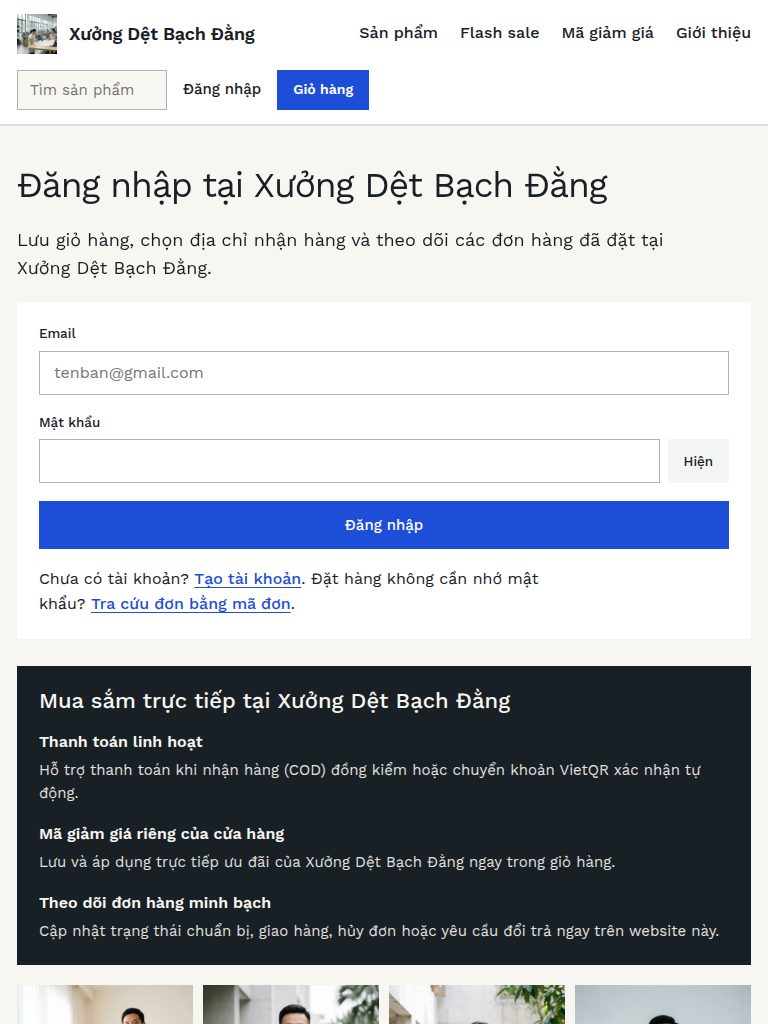 Xưởng Dệt Bạch Đằng
Sản phẩm
Flash sale
Mã giảm giá
Giới thiệu
Tìm sản phẩm
Đăng nhập
Giỏ hàng
Đăng nhập tại Xưởng Dệt Bạch Đằng
Lưu giỏ hàng, chọn địa chỉ nhận hàng và theo dõi các đơn hàng đã đặt tại
Xưởng Dệt Bạch Đằng.
Email
tenban@gmail.com
Mật khẩu
Hiện
Đăng nhập
Chưa có tài khoản? Tạo tài khoản. Đặt hàng không cần nhớ mật
khẩu? Tra cứu đơn bằng mã đơn.
Mua sắm trực tiếp tại Xưởng Dệt Bạch Đằng
Thanh toán linh hoạt
Hỗ trợ thanh toán khi nhận hàng (COD) đồng kiểm hoặc chuyển khoản VietQR xác nhận tự
động.
Mã giảm giá riêng của cửa hàng
Lưu và áp dụng trực tiếp ưu đãi của Xưởng Dệt Bạch Đằng ngay trong giỏ hàng.
Theo dõi đơn hàng minh bạch
Cập nhật trạng thái chuẩn bị, giao hàng, hủy đơn hoặc yêu cầu đổi trả ngay trên website này.